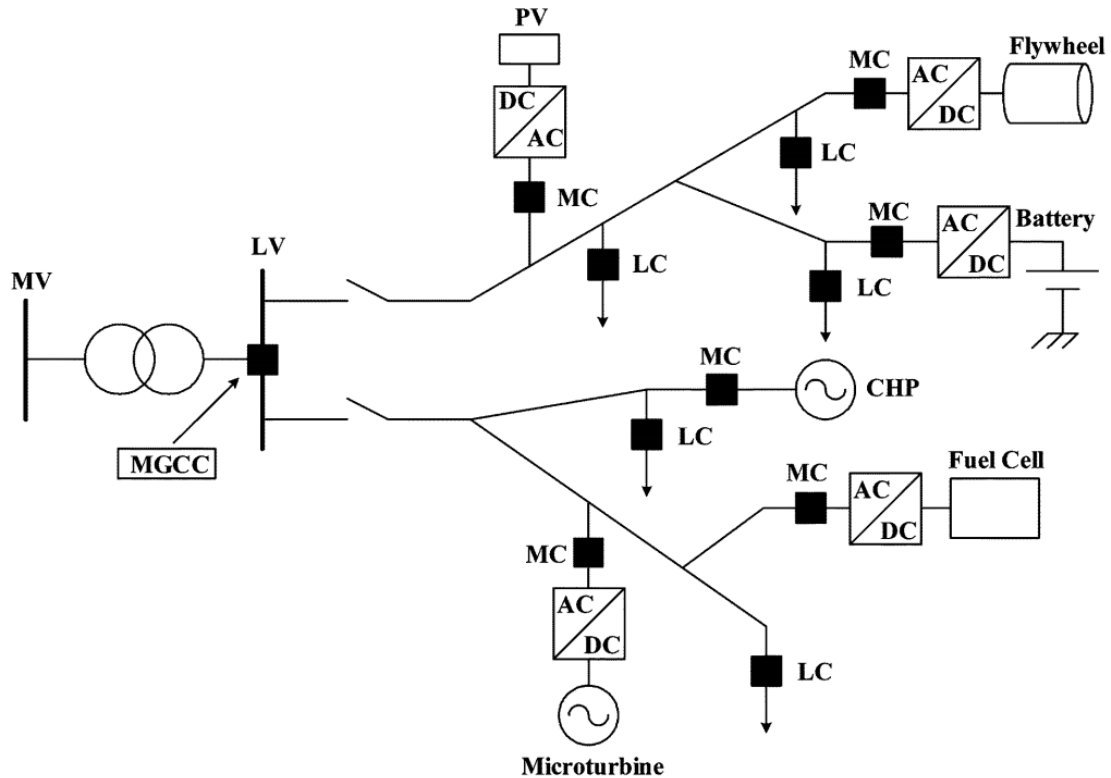 PV
Flywheel
MC
AC
DC
DC
AC
LC
MC
MC
AC
DC
Battery
LV
LC
LC
MV
MC
CHP
LC
MGCC
Fuel Cell
MC
AC
DC
MC
AC
DC
LC
Microturbine